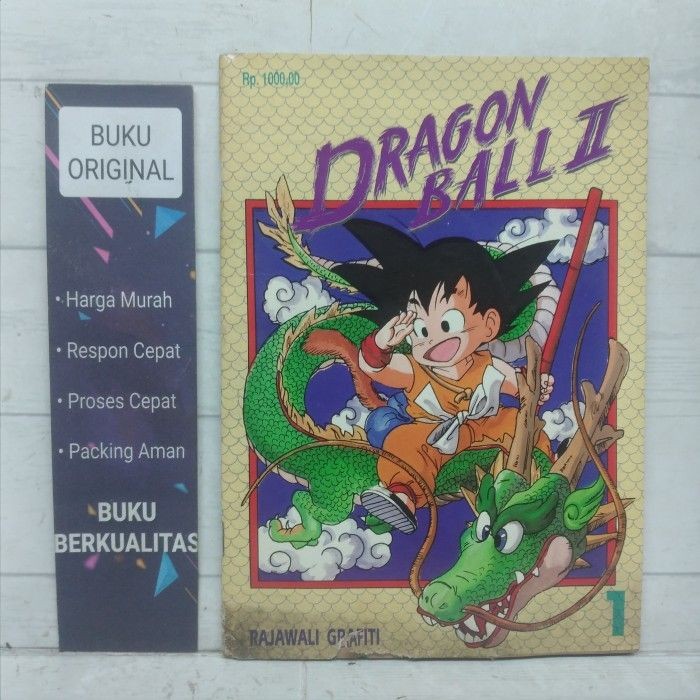 BUKU
ORIGINAL
• Harga Murah
• Respon Cepat
• Proses Cepat
• Packing Aman
BUKU
BERKUALITAS
Rp. 1000,00
DRAGON
BALL II
RAJAWALI GRAFITI
1